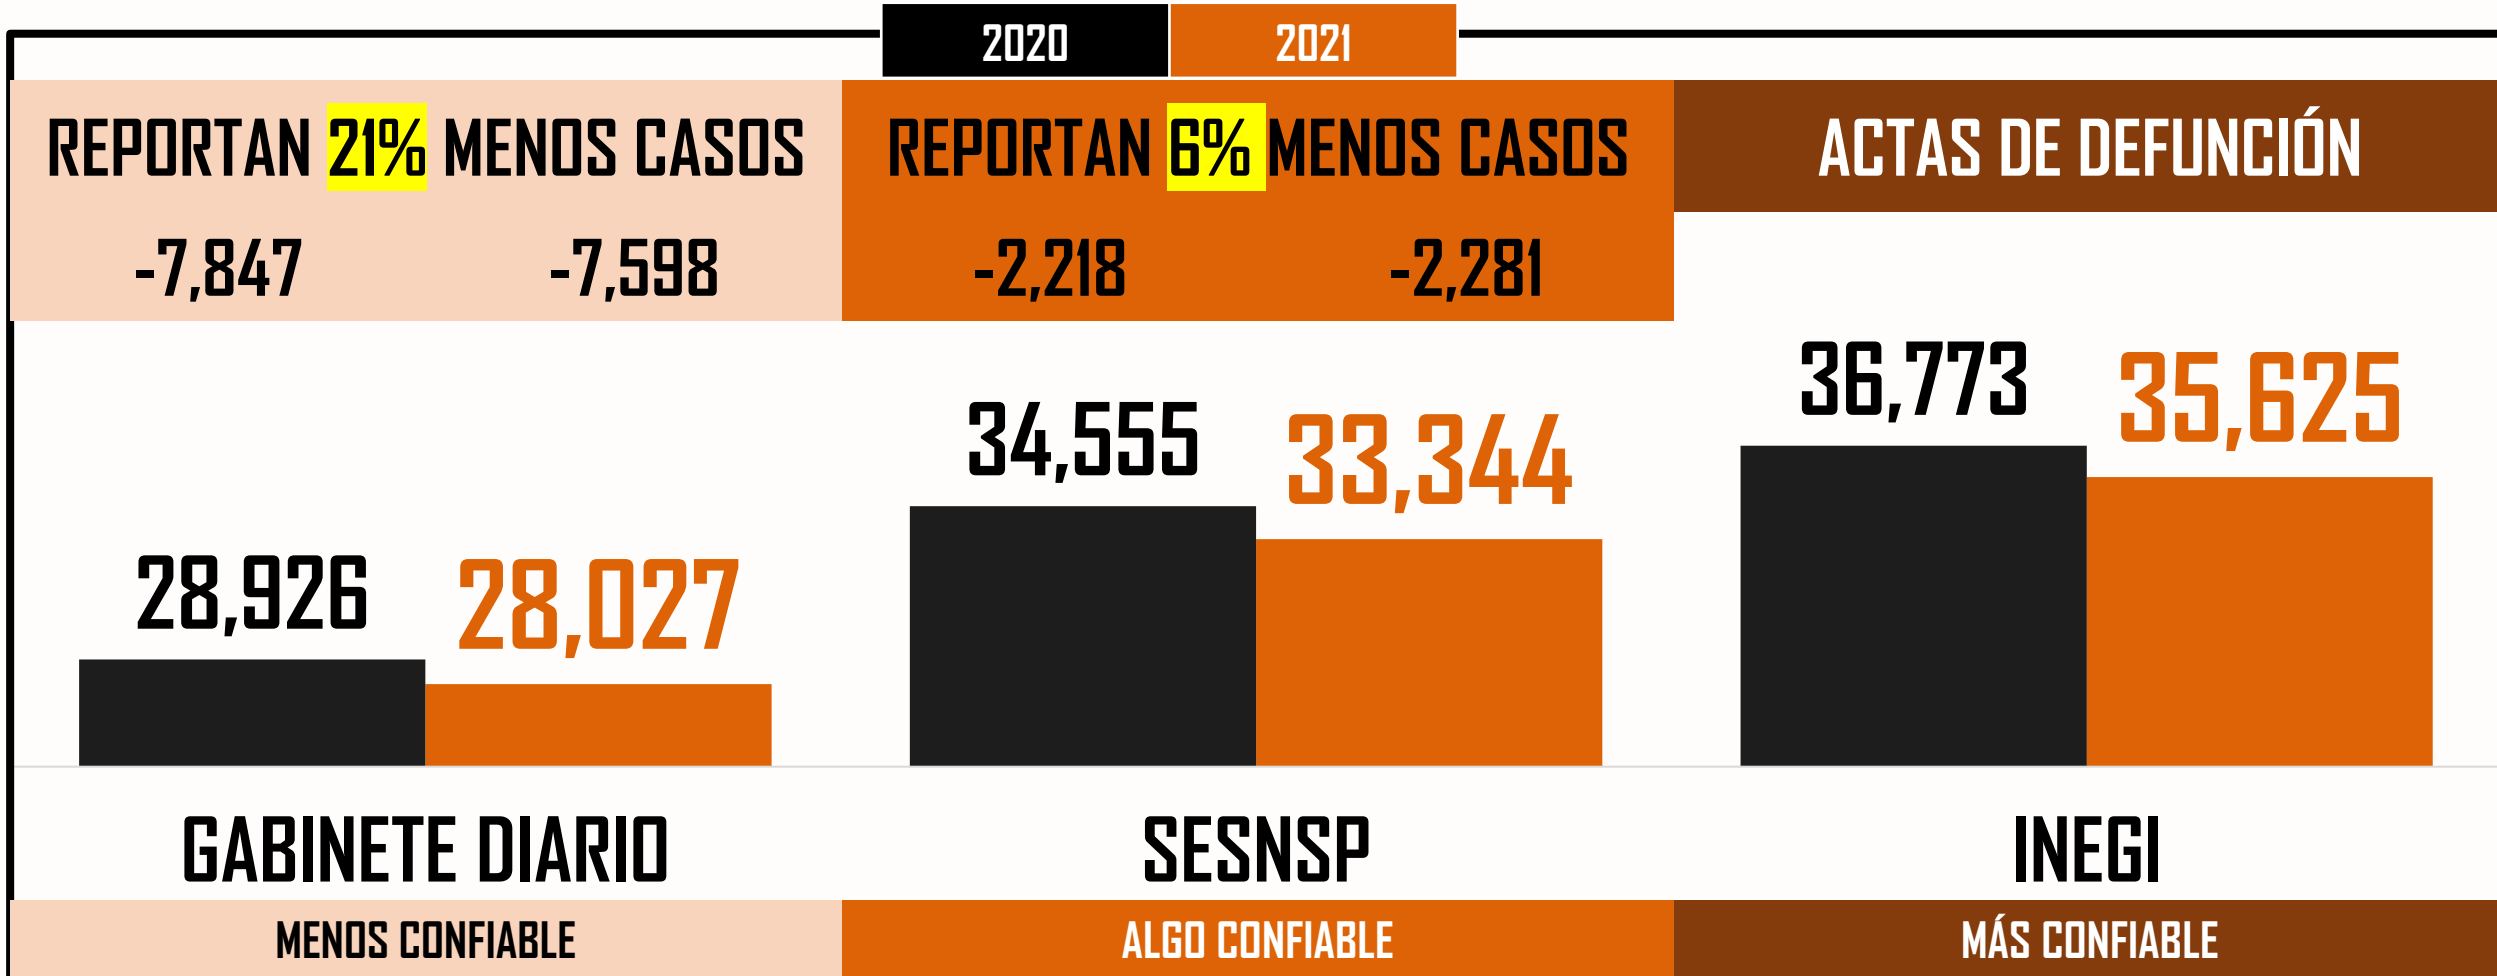 2020 2021
REPORTAN 21% MENOS CASOS REPORTAN 6% MENOS CASOS ACTAS DE DEFUNCIÓN
-7,847 -7,598 -2,218 -2,281
36,773 35,625
34,555 33,344
28,926 28,027
GABINETE DIARIO SESNSP INEGI
MENOS CONFIABLE ALGO CONFIABLE MÁS CONFIABLE